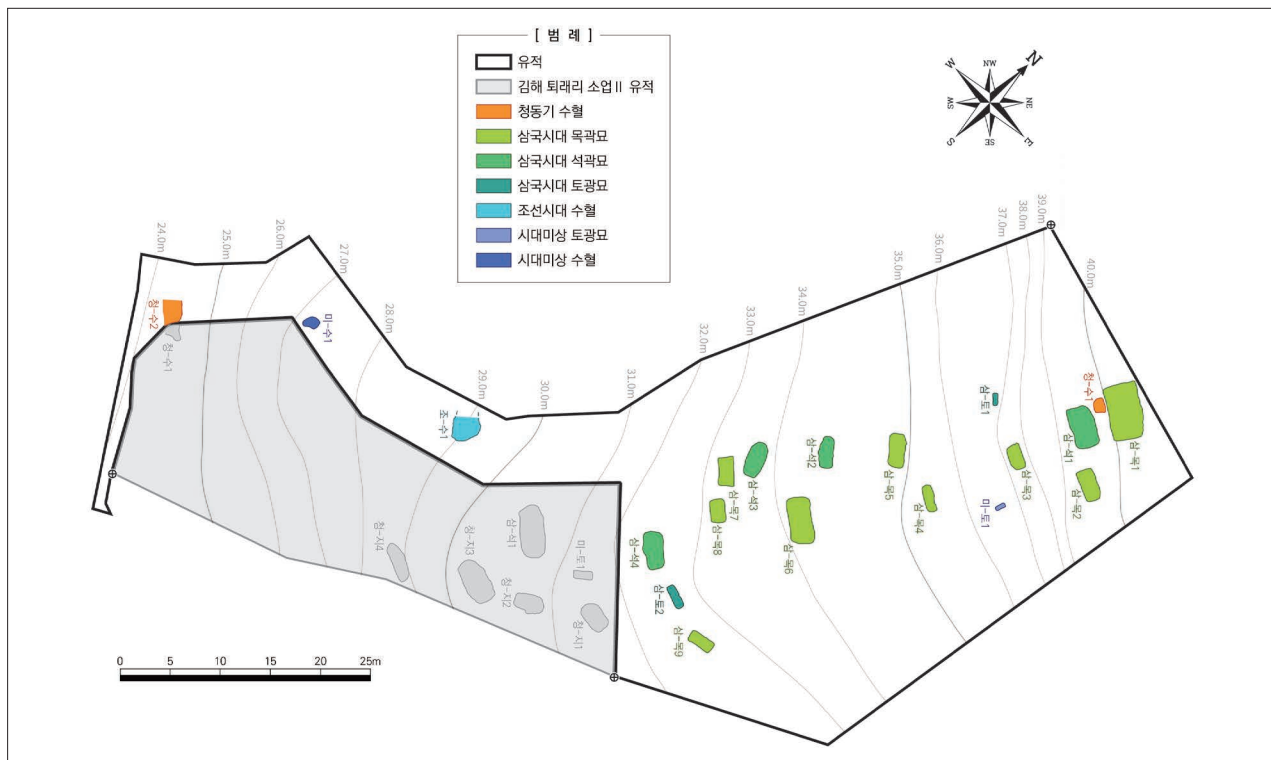 [ 범 례 ]
유적
김해 퇴래리 소업Ⅱ 유적
청동기 수혈
삼국시대 목곽묘
삼국시대 석곽묘
삼국시대 토광묘
조선시대 수혈
시대미상 토광묘
시대미상 수혈
N
NE
E
SE
S
SW
W
NW
24.0m
25.0m
26.0m
27.0m
28.0m
29.0m
30.0m
31.0m
32.0m
33.0m
34.0m
35.0m
36.0m
37.0m
38.0m
39.0m
40.0m
청-수2
청-수1
미-수1
조-수1
청-지4
청-지3
삼-석1
청-지2
미-토1
청-지1
삼-석4
삼-토2
삼-목9
삼-목8
삼-목7
삼-석3
삼-석2
삼-목6
삼-목5
삼-목4
삼-토1
미-토1
삼-목3
청-수1
삼-석1
삼-목2
삼-목1
0 5 10 15 20 25m